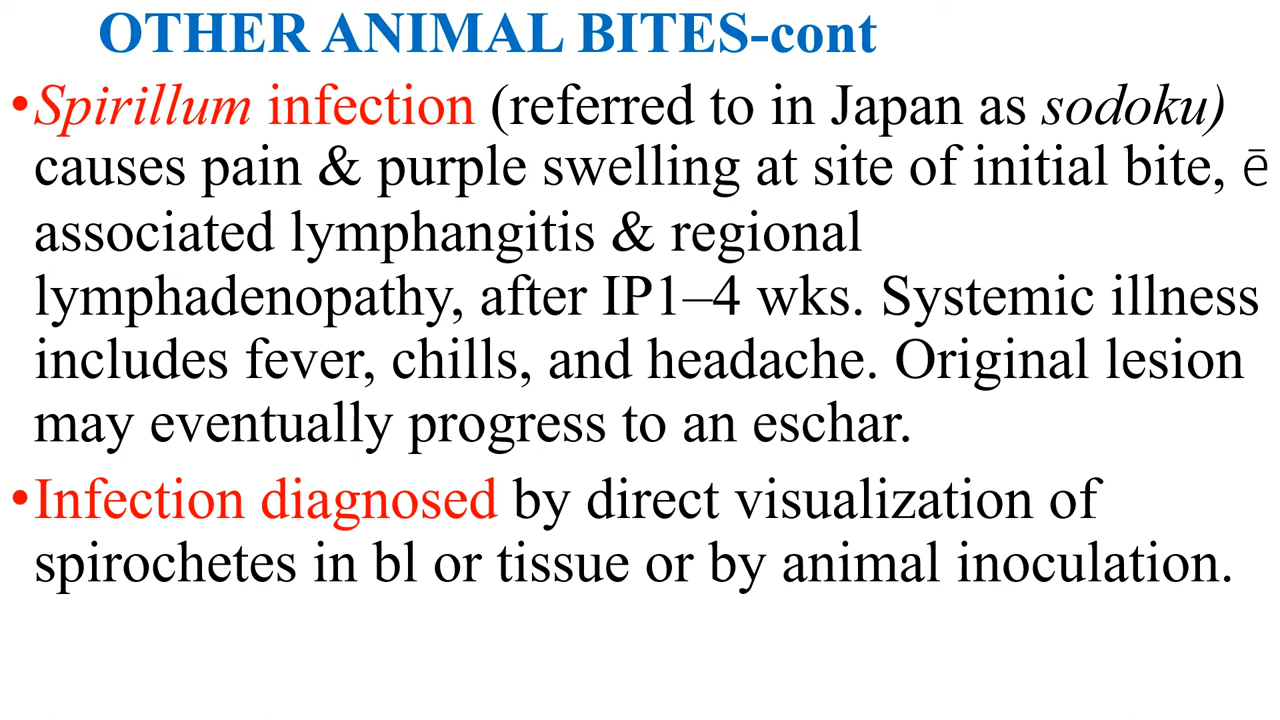 OTHER ANIMAL BITES-cont
•Spirillum infection (referred to in Japan as sodoku)
causes pain & purple swelling at site of initial bite, ē
associated lymphangitis & regional
lymphadenopathy, after IP1–4 wks. Systemic illness
includes fever, chills, and headache. Original lesion
may eventually progress to an eschar.
•Infection diagnosed by direct visualization of
spirochetes in bl or tissue or by animal inoculation.